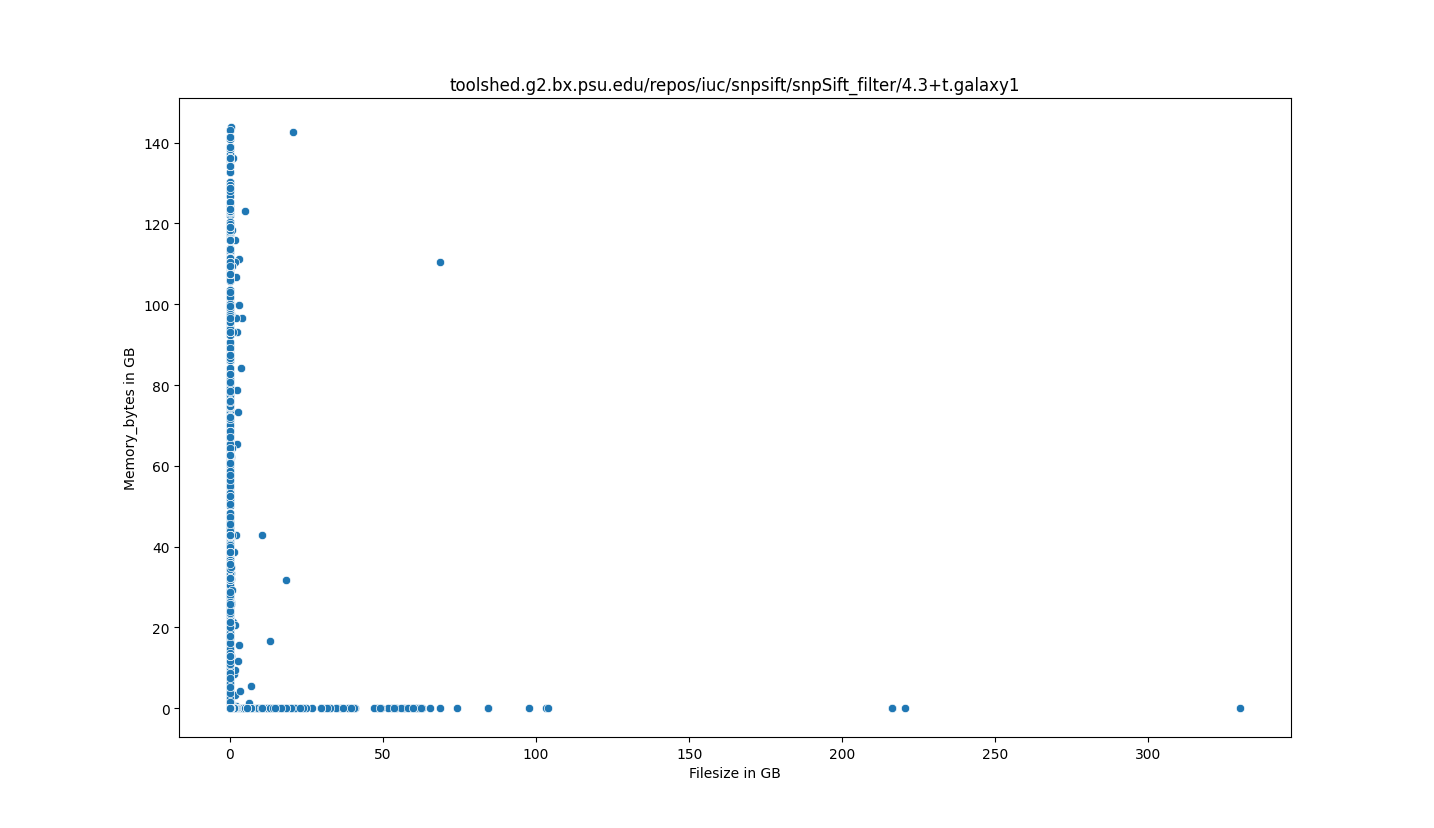 toolshed.g2.bx.psu.edu/repos/iuc/snpsift/snpSift_filter/4.3+t.galaxy1
140
120
100
80
60
40
20
0
Memory_bytes in GB
0 50 100 150 200 250 300
Filesize in GB